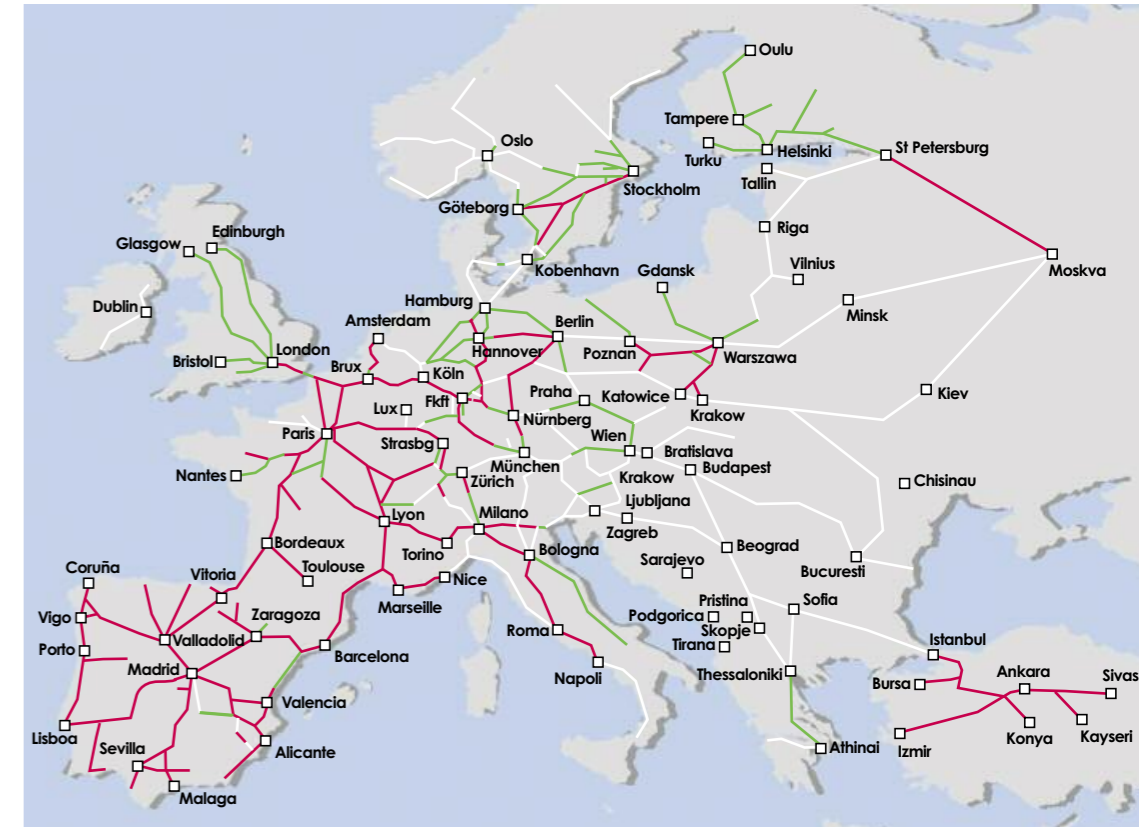 Oulu
Tampere
Turku
Helsinki
St Petersburg
Tallin
Oslo
Stockholm
Göteborg
Riga
Moskva
Glasgow
Edinburgh
Kobenhavn
Gdansk
Vilnius
Dublin
Hamburg
Minsk
Amsterdam
Berlin
Bristol
London
Hannover
Poznan
Warszawa
Brux
Köln
Fkft
Praha
Katowice
Krakow
Kiev
Lux
Nürnberg
Paris
Strasbg
Wien
Bratislava
Nantes
Zürich
München
Krakow
Budapest
Chisinau
Ljubljana
Lyon
Milano
Zagreb
Torino
Bologna
Beograd
Bordeaux
Coruña
Vitoria
Toulouse
Nice
Sarajevo
Bucuresti
Marseille
Vigo
Zaragoza
Pristina
Sofia
Podgorica
Skopje
Roma
Valladolid
Porto
Barcelona
Tirana
Istanbul
Madrid
Napoli
Thessaloniki
Bursa
Ankara
Sivas
Valencia
Lisboa
Sevilla
Alicante
Izmir
Konya
Kayseri
Athinai
Malaga